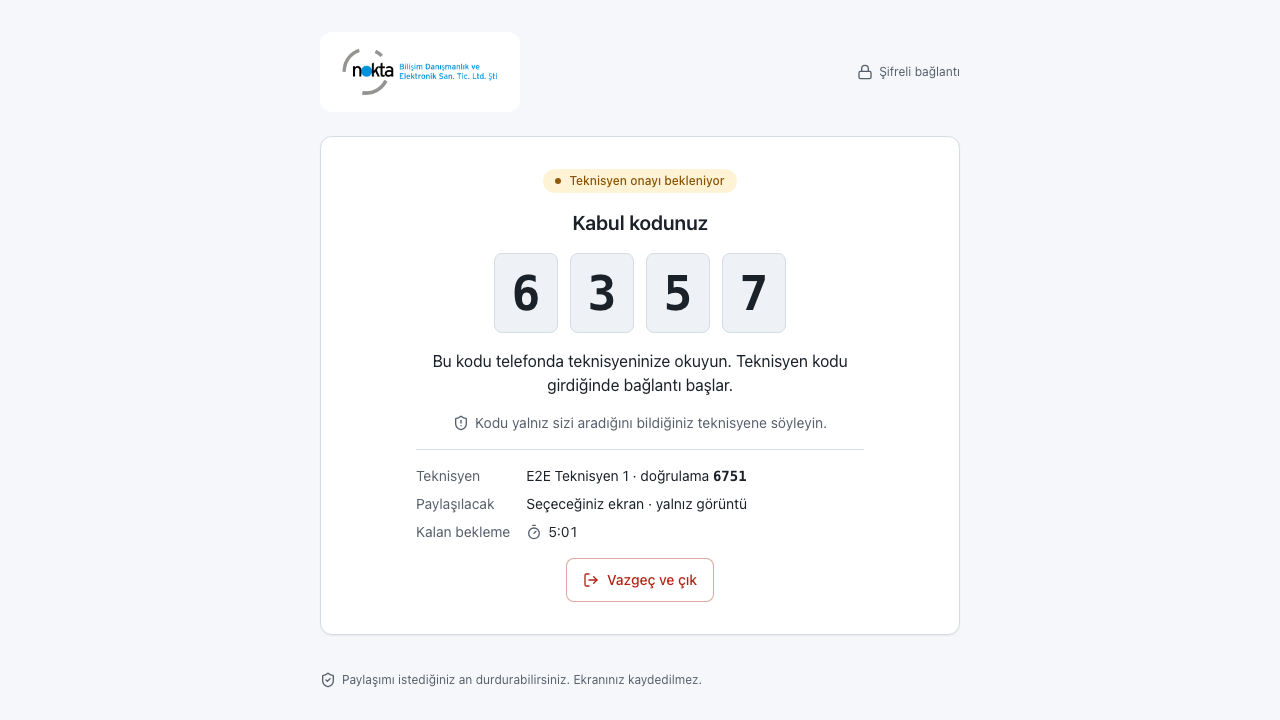 nokta
Bilişim Danışmanlık ve
Elektronik San. Tic. Ltd. Şti
Şifreli bağlantı
Teknisyen onayı bekleniyor
Kabul kodunuz
6 3 5 7
Bu kodu telefonda teknisyeninize okuyun. Teknisyen kodu
girdiğinde bağlantı başlar.
Kodu yalnız sizi aradığını bildiğiniz teknisyene söyleyin.
Teknisyen E2E Teknisyen 1 · doğrulama 6751
Paylaşılacak Seçeceğiniz ekran · yalnız görüntü
Kalan bekleme 5:01
Vazgeç ve çık
Paylaşımı istediğiniz an durdurabilirsiniz. Ekranınız kaydedilmez.